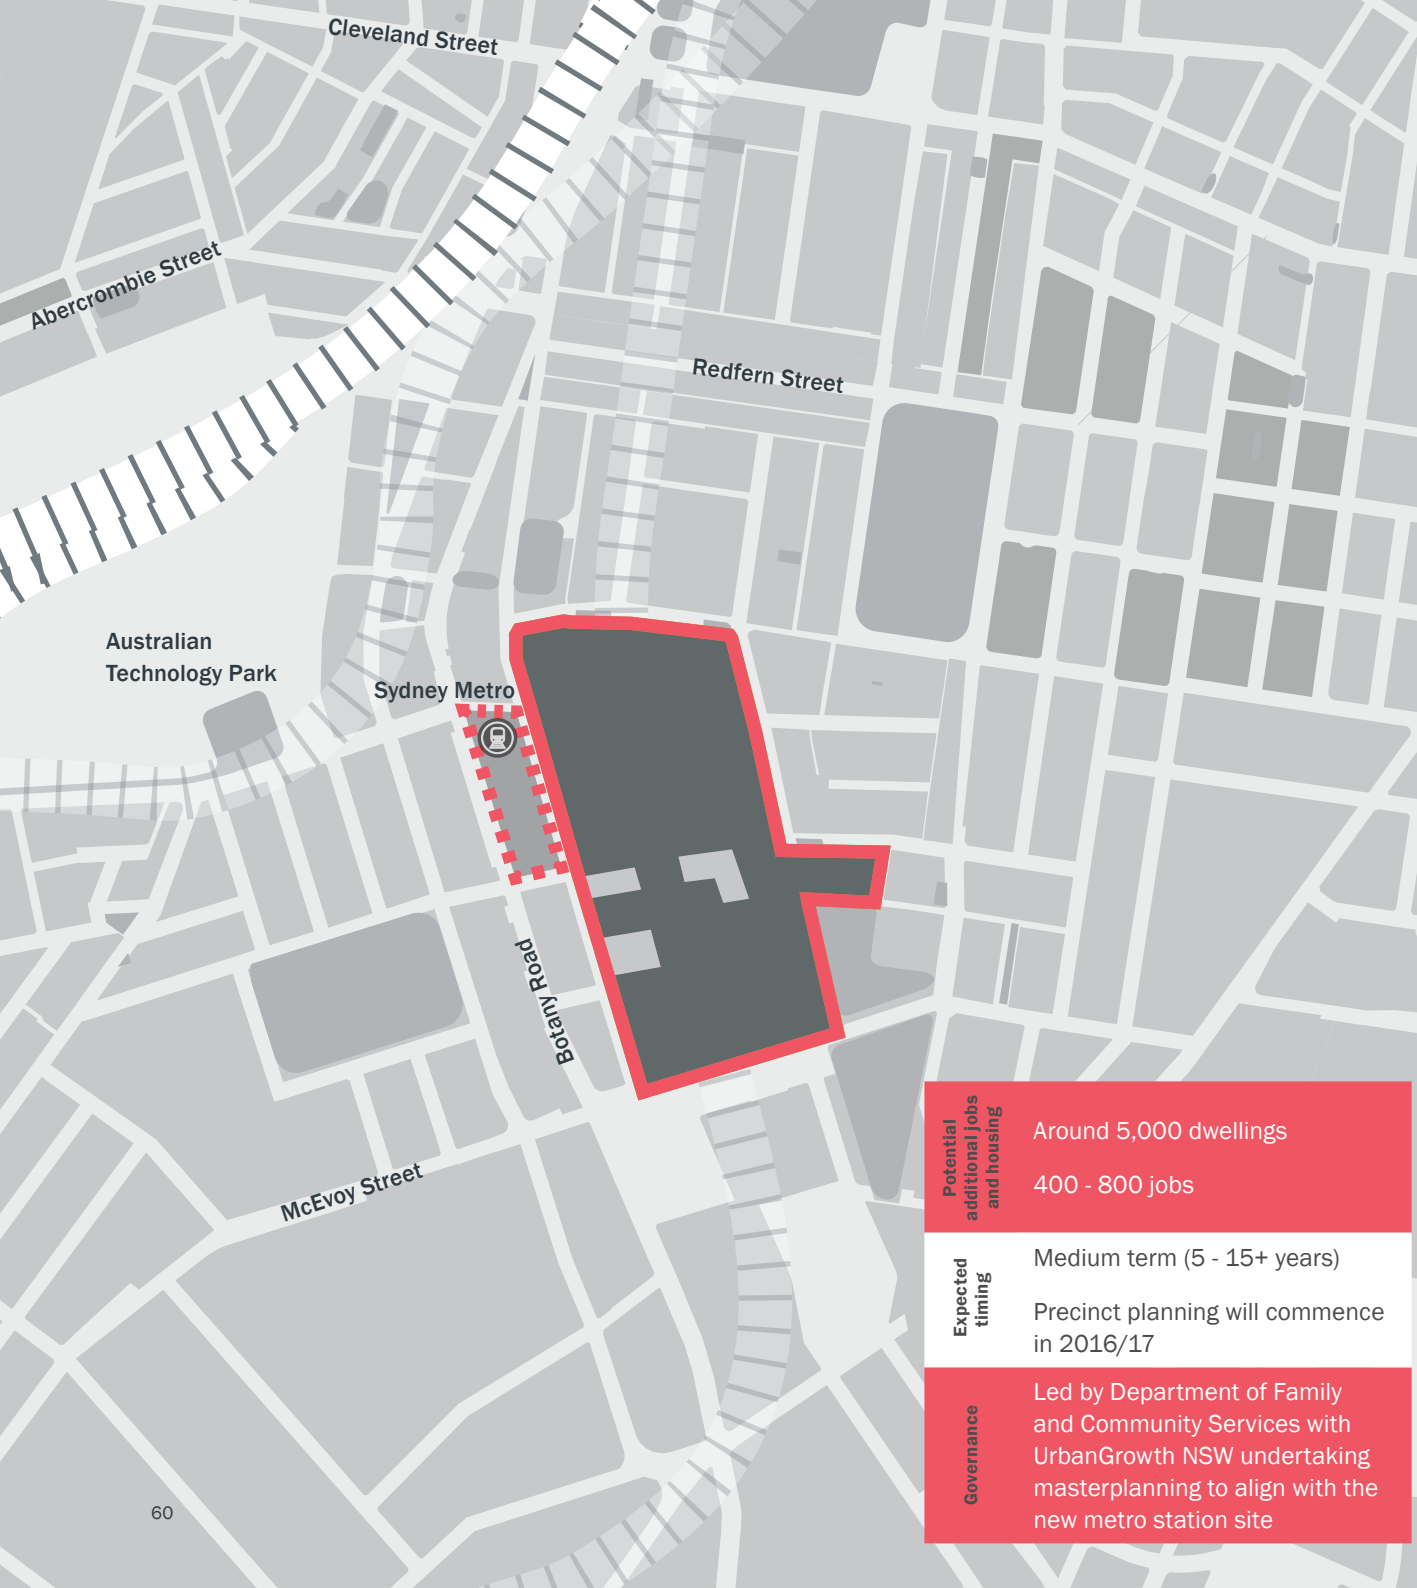 Cleveland Street
Abercrombie Street
Redfern Street
Australian
Technology Park
Sydney Metro
Botany Road
McEvoy Street
Potential
additional jobs
and housing
Around 5,000 dwellings
400 - 800 jobs
Expected
timing
Medium term (5 - 15+ years)
Precinct planning will commence
in 2016/17
Governance
Led by Department of Family
and Community Services with
UrbanGrowth NSW undertaking
masterplanning to align with the
new metro station site
60